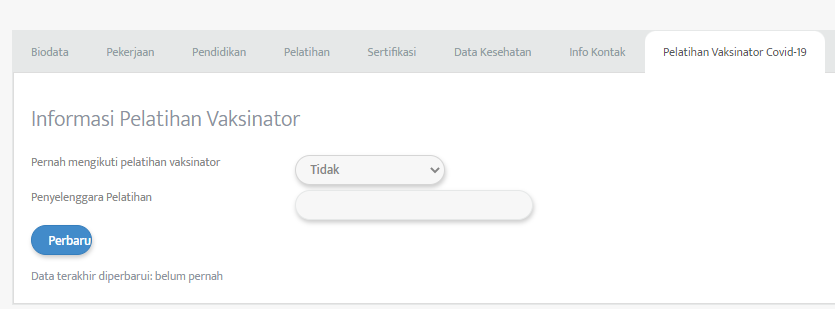 Biodata Pekerjaan Pendidikan Pelatihan Sertifikasi Data Kesehatan Info Kontak Pelatihan Vaksinator Covid-19
Informasi Pelatihan Vaksinator
Pernah mengikuti pelatihan vaksinator Tidak
Penyelenggara Pelatihan
Perbaru
Data terakhir diperbarui: belum pernah